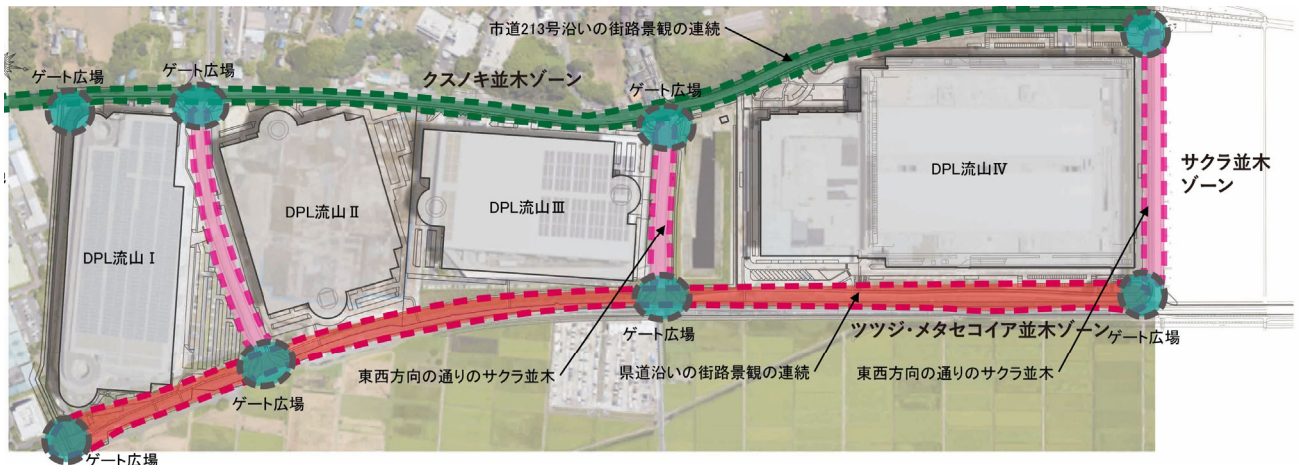 市道213号沿いの街路景観の連続
ゲート広場
ゲート広場
クスノキ並木ゾーン
ゲート広場
サクラ並木
ゾーン
DPL流山Ⅰ
DPL流山Ⅱ
DPL流山Ⅲ
DPL流山Ⅳ
ゲート広場
ツツジ・メタセコイア並木ゾーン
ゲート広場
東西方向の通りのサクラ並木
県道沿いの街路景観の連続
東西方向の通りのサクラ並木
ゲート広場
ゲート広場